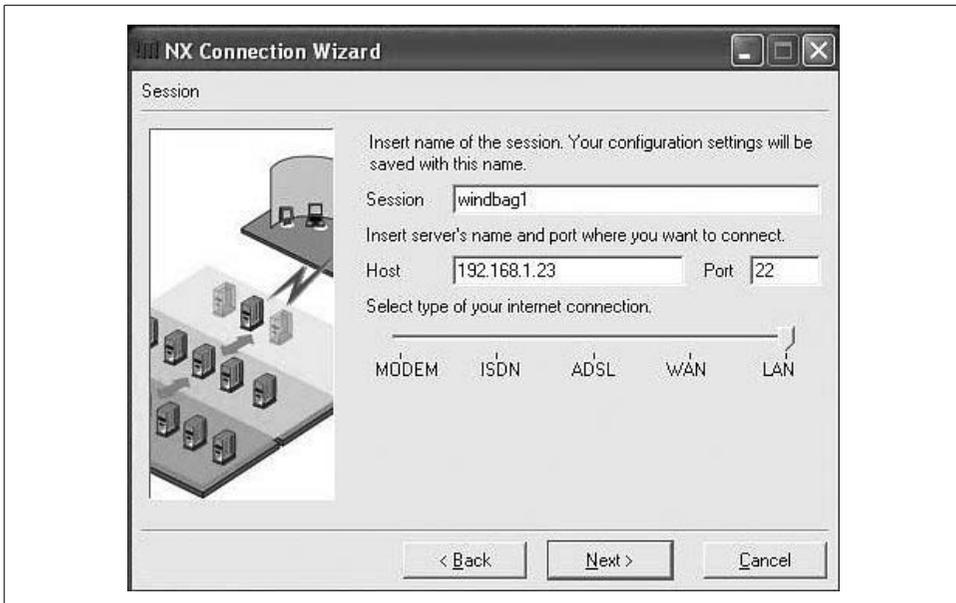 NX Connection Wizard
Session
Insert name of the session. Your configuration settings will be
saved with this name.
Session windbag1
Insert server's name and port where you want to connect.
Host 192.168.1.23 Port 22
Select type of your internet connection.
MODEM ISDN ADSL WAN LAN
< Back Next > Cancel